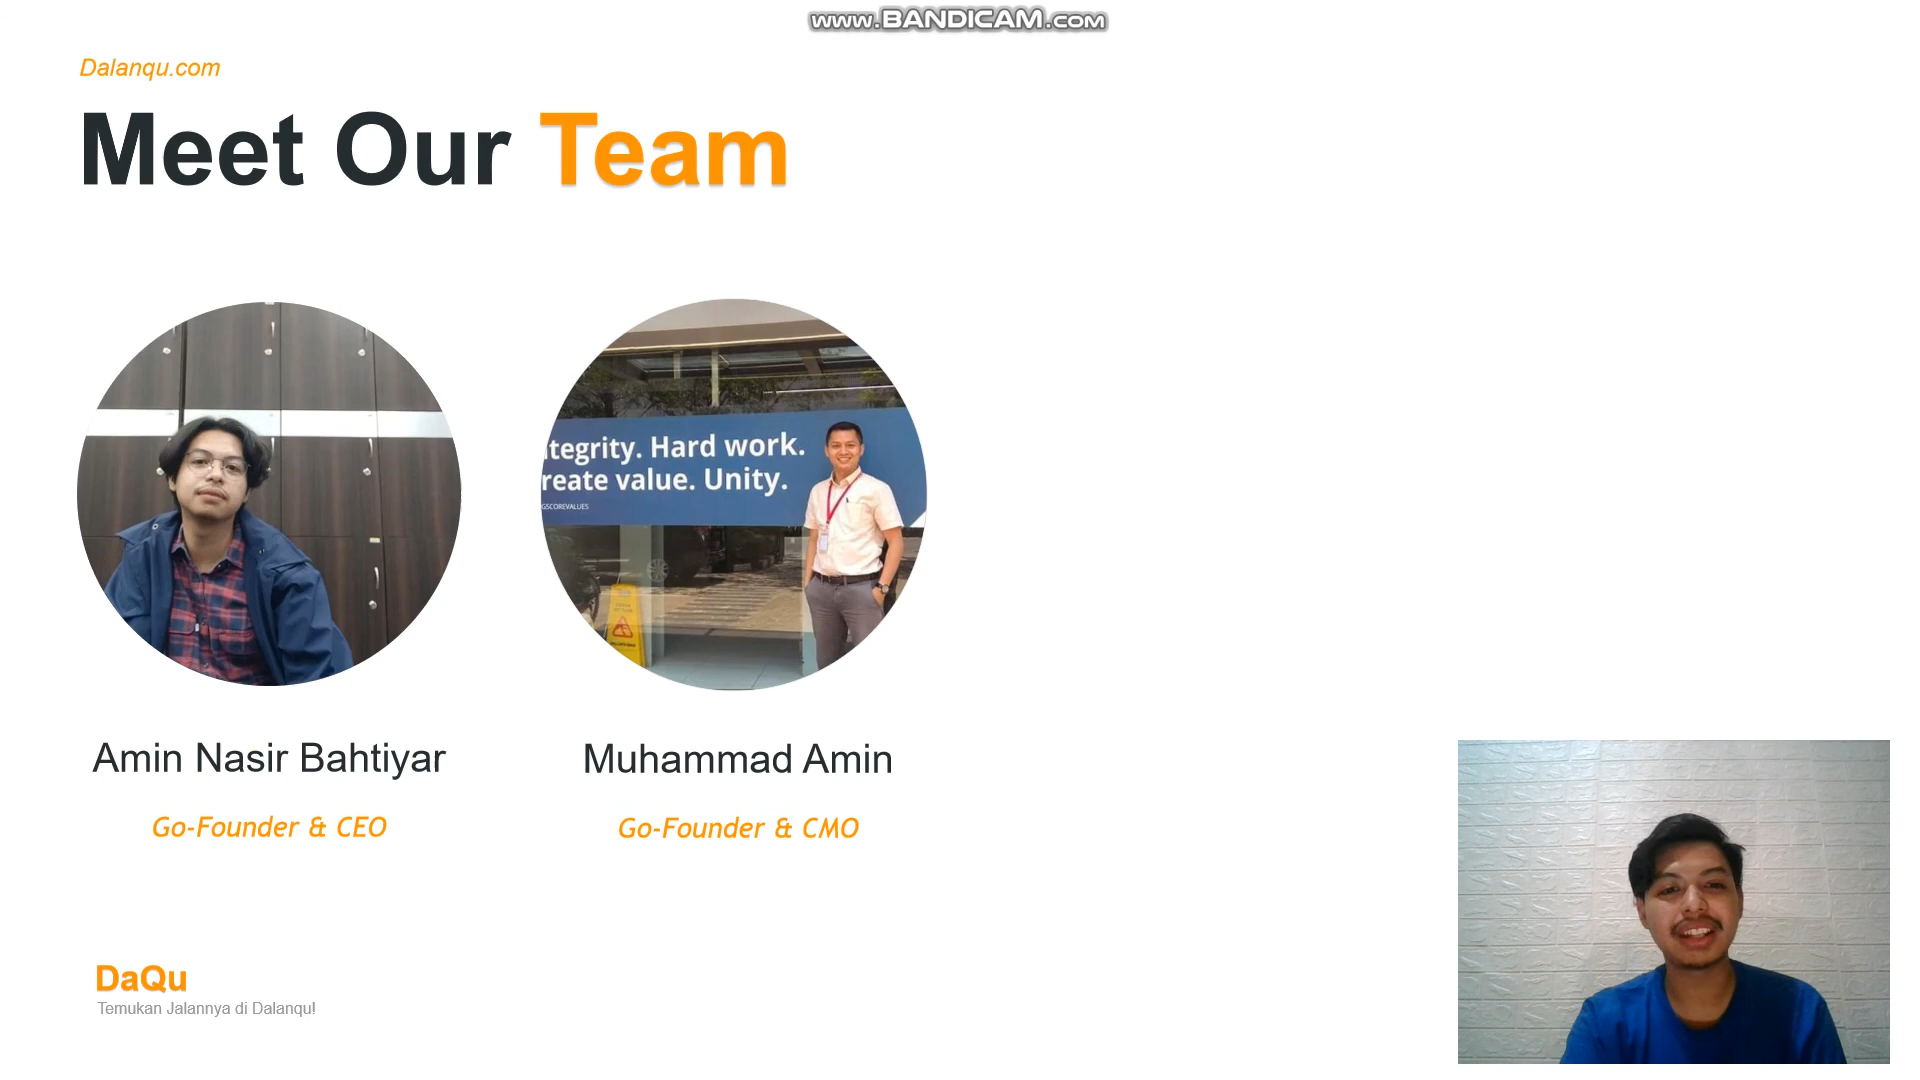 www.BANDICAM.com
Dalanqu.com
Meet Our Team
tegrity. Hard work.
reate value. Unity.
GSCOREVALUES
Amin Nasir Bahtiyar
Muhammad Amin
Go-Founder & CEO
Go-Founder & CMO
DaQu
Temukan Jalannya di Dalanqu!